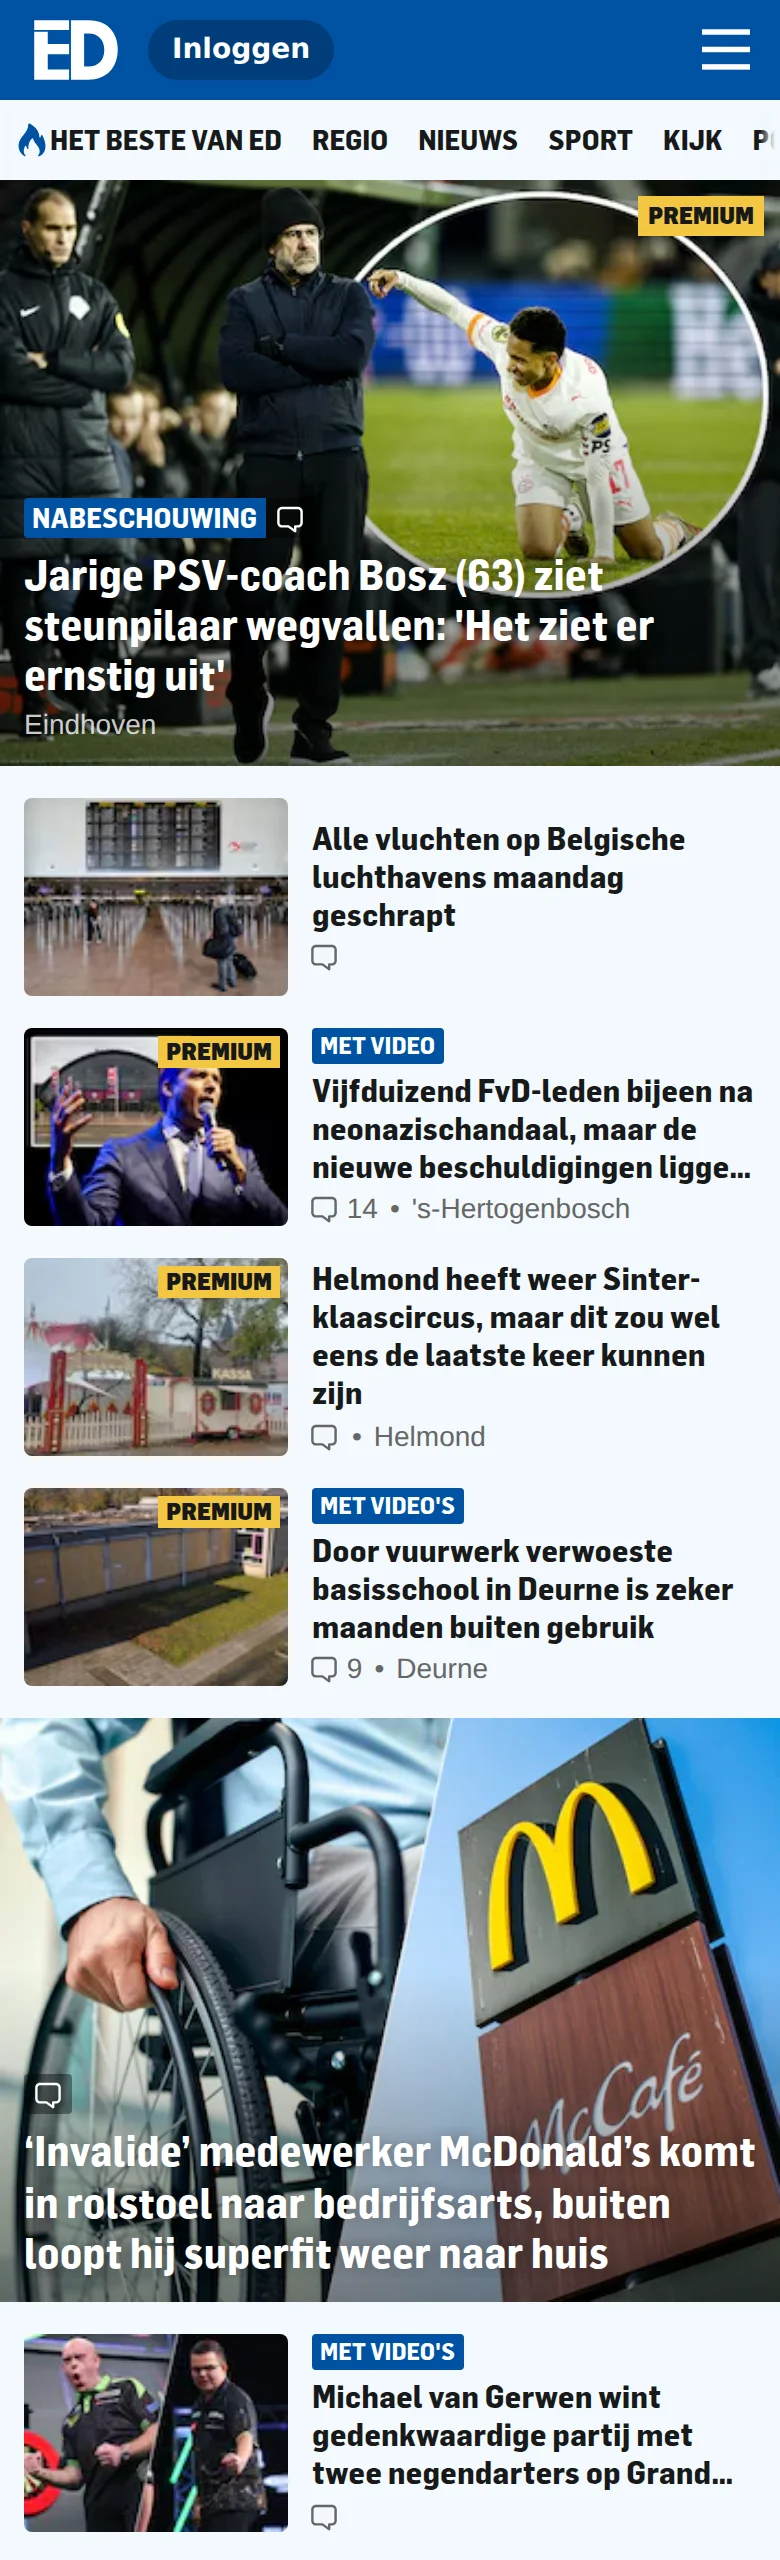 ED
Inloggen
HET BESTE VAN ED
REGIO
NIEUWS
SPORT
KIJK
PREMIUM
PS
17
NABESCHOUWING
Jarige PSV-coach Bosz (63) ziet
steunpilaar wegvallen: 'Het ziet er
ernstig uit'
Eindhoven
Alle vluchten op Belgische
luchthavens maandag
geschrapt
PREMIUM
MET VIDEO
Vijfduizend FvD-leden bijeen na
neonazischandaal, maar de
nieuwe beschuldigingen ligge...
14 • 's-Hertogenbosch
PREMIUM
KASSA
Helmond heeft weer Sinter-
klaascircus, maar dit zou wel
eens de laatste keer kunnen
zijn
• Helmond
PREMIUM
MET VIDEO'S
Door vuurwerk verwoeste
basisschool in Deurne is zeker
maanden buiten gebruik
9 • Deurne
McCafé
‘Invalide’ medewerker McDonald’s komt
in rolstoel naar bedrijfsarts, buiten
loopt hij superfit weer naar huis
MET VIDEO'S
Michael van Gerwen wint
gedenkwaardige partij met
twee negendarters op Grand...